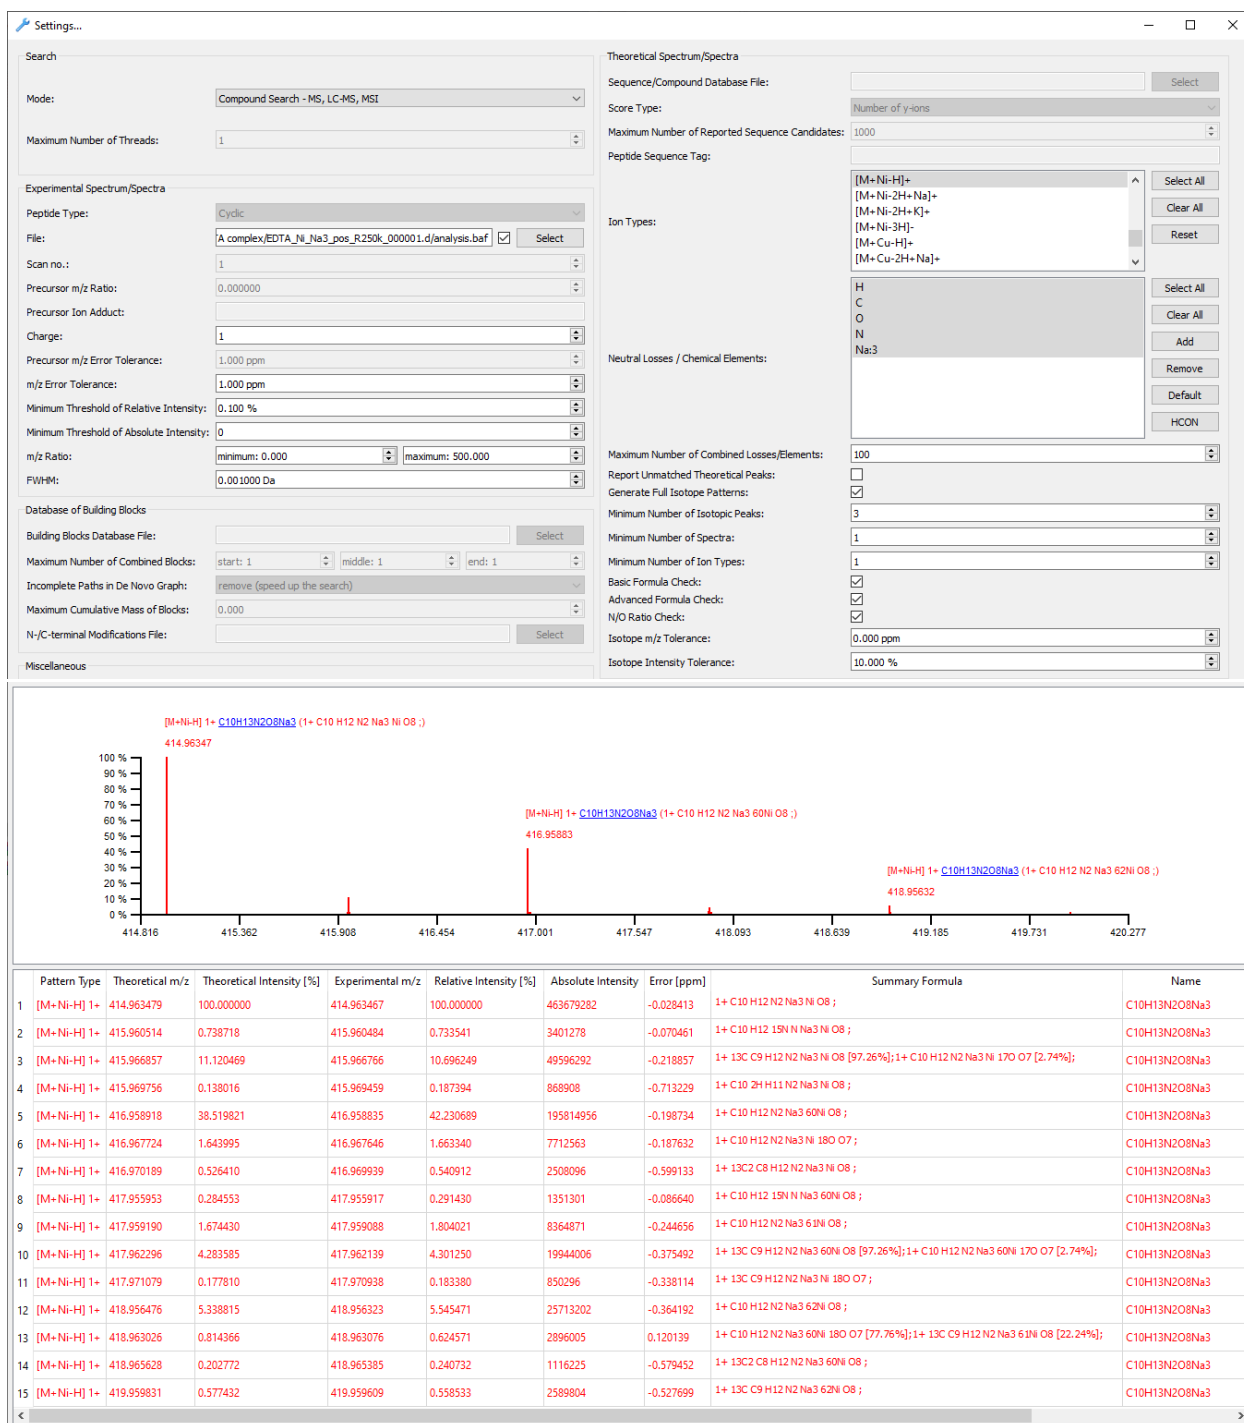 Settings...
Search
Mode: Compound Search - MS, LC-MS, MSI
Maximum Number of Threads: 1
Experimental Spectrum/Spectra
Peptide Type: Cyclic
File: 'A complex/EDTA_Ni_Na3_pos_R250k_000001.d/analysis.baf Select
Scan no.: 1
Precursor m/z Ratio: 0.000000
Precursor Ion Adduct:
Charge: 1
Precursor m/z Error Tolerance: 1.000 ppm
m/z Error Tolerance: 1.000 ppm
Minimum Threshold of Relative Intensity: 0.100 %
Minimum Threshold of Absolute Intensity: 0
m/z Ratio: minimum: 0.000 maximum: 500.000
FWHM: 0.001000 Da
Database of Building Blocks
Building Blocks Database File: Select
Maximum Number of Combined Blocks: start: 1 middle: 1 end: 1
Incomplete Paths in De Novo Graph: remove (speed up the search)
Maximum Cumulative Mass of Blocks: 0.000
N-/C-terminal Modifications File: Select
Miscellaneous
Theoretical Spectrum/Spectra
Sequence/Compound Database File: Select
Score Type: Number of y-ions
Maximum Number of Reported Sequence Candidates: 1000
Peptide Sequence Tag:
Ion Types:
[M+Ni-H]+
[M+Ni-2H+Na]+
[M+Ni-2H+K]+
[M+Ni-3H]-
[M+Cu-H]+
[M+Cu-2H+Na]+
Select All
Clear All
Reset
Neutral Losses / Chemical Elements:
H
C
O
N
Na:3
Select All
Clear All
Add
Remove
Default
HCON
Maximum Number of Combined Losses/Elements: 100
Report Unmatched Theoretical Peaks:
Generate Full Isotope Patterns:
Minimum Number of Isotopic Peaks: 3
Minimum Number of Spectra: 1
Minimum Number of Ion Types: 1
Basic Formula Check:
Advanced Formula Check:
N/O Ratio Check:
Isotope m/z Tolerance: 0.000 ppm
Isotope Intensity Tolerance: 10.000 %
[M+Ni-H] 1+ C10H13N2O8Na3 (1+ C10 H12 N2 Na3 Ni O8 ;)
414.96347
[M+Ni-H] 1+ C10H13N2O8Na3 (1+ C10 H12 N2 Na3 60Ni O8 ;)
416.95883
[M+Ni-H] 1+ C10H13N2O8Na3 (1+ C10 H12 N2 Na3 62Ni O8 ;)
418.95632
100 %
90 %
80 %
70 %
60 %
50 %
40 %
30 %
20 %
10 %
0 %
414.816 415.362 415.908 416.454 417.001 417.547 418.093 418.639 419.185 419.731 420.277
Pattern Type Theoretical m/z Theoretical Intensity [%] Experimental m/z Relative Intensity [%] Absolute Intensity Error [ppm] Summary Formula Name
1 [M+Ni-H] 1+ 414.963479 100.000000 414.963467 100.000000 463679282 -0.028413 1+ C10 H12 N2 Na3 Ni O8 ; C10H13N2O8Na3
2 [M+Ni-H] 1+ 415.960514 0.738718 415.960484 0.733541 3401278 -0.070461 1+ C10 H12 15N N Na3 Ni O8 ; C10H13N2O8Na3
3 [M+Ni-H] 1+ 415.966857 11.120469 415.966766 10.696249 49596292 -0.218857 1+ 13C C9 H12 N2 Na3 Ni O8 [97.26%];1+ C10 H12 N2 Na3 Ni 17O O7 [2.74%]; C10H13N2O8Na3
4 [M+Ni-H] 1+ 415.969756 0.138016 415.969459 0.187394 868908 -0.713229 1+ C10 2H H11 N2 Na3 Ni O8 ; C10H13N2O8Na3
5 [M+Ni-H] 1+ 416.958918 38.519821 416.958835 42.230689 195814956 -0.198734 1+ C10 H12 N2 Na3 60Ni O8 ; C10H13N2O8Na3
6 [M+Ni-H] 1+ 416.967724 1.643995 416.967646 1.663340 7712563 -0.187632 1+ C10 H12 N2 Na3 Ni 18O O7 ; C10H13N2O8Na3
7 [M+Ni-H] 1+ 416.970189 0.526410 416.969939 0.540912 2508096 -0.599133 1+ 13C2 C8 H12 N2 Na3 Ni O8 ; C10H13N2O8Na3
8 [M+Ni-H] 1+ 417.955953 0.284553 417.955917 0.291430 1351301 -0.086640 1+ C10 H12 15N N Na3 60Ni O8 ; C10H13N2O8Na3
9 [M+Ni-H] 1+ 417.959190 1.674430 417.959088 1.804021 8364871 -0.244656 1+ C10 H12 N2 Na3 61Ni O8 ; C10H13N2O8Na3
10 [M+Ni-H] 1+ 417.962296 4.283585 417.962139 4.301250 19944006 -0.375492 1+ 13C C9 H12 N2 Na3 60Ni O8 [97.26%];1+ C10 H12 N2 Na3 60Ni 17O O7 [2.74%]; C10H13N2O8Na3
11 [M+Ni-H] 1+ 417.971079 0.177810 417.970938 0.183380 850296 -0.338114 1+ 13C C9 H12 N2 Na3 Ni 18O O7 ; C10H13N2O8Na3
12 [M+Ni-H] 1+ 418.956476 5.338815 418.956323 5.545471 25713202 -0.364192 1+ C10 H12 N2 Na3 62Ni O8 ; C10H13N2O8Na3
13 [M+Ni-H] 1+ 418.963026 0.814366 418.963076 0.624571 2896005 0.120139 1+ C10 H12 N2 Na3 60Ni 18O O7 [77.76%];1+ 13C C9 H12 N2 Na3 61Ni O8 [22.24%]; C10H13N2O8Na3
14 [M+Ni-H] 1+ 418.965628 0.202772 418.965385 0.240732 1116225 -0.579452 1+ 13C2 C8 H12 N2 Na3 60Ni O8 ; C10H13N2O8Na3
15 [M+Ni-H] 1+ 419.959831 0.577432 419.959609 0.558533 2589804 -0.527699 1+ 13C C9 H12 N2 Na3 62Ni O8 ; C10H13N2O8Na3